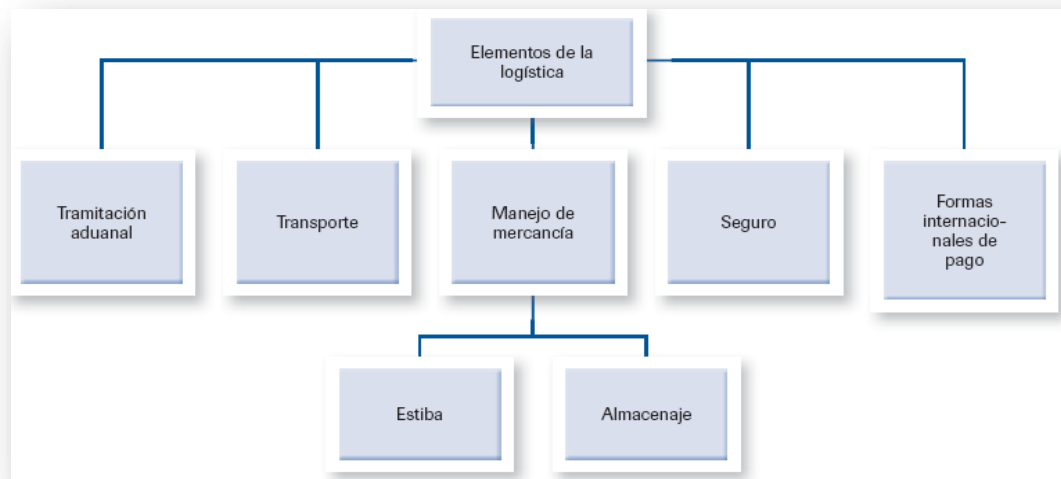 Elementos de la
logística
Tramitación
aduanal
Transporte
Manejo de
mercancía
Seguro
Formas
internacio-
nales de
pago
Estiba
Almacenaje